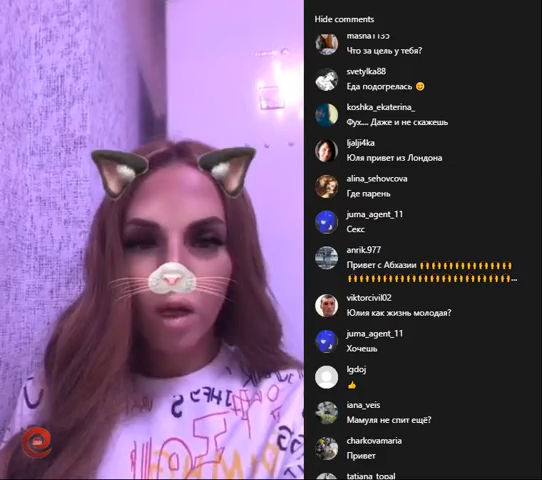 Hide comments
masha1135
Что за цель у тебя?
svetylka88
Еда подогрелась 😊
koshka_ekaterina_
Фух.... Даже и не скажешь
ljalji4ka
Юля привет из Лондона
alina_sehovcova
Где парень
juma_agent_11
Секс
anrik.977
Привет с Абхазии 🙌🙌🙌🙌🙌🙌🙌🙌🙌
🙌🙌🙌🙌🙌🙌🙌🙌🙌🙌🙌🙌🙌🙌🙌🙌...
viktorcivil02
Юлия как жизнь молодая?
juma_agent_11
Хочешь
lgdoj
👍
iana_veis
Мамуля не спит ещё?
charkovamaria
Привет
tatiana_topal